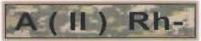 A ( II ) Rh-